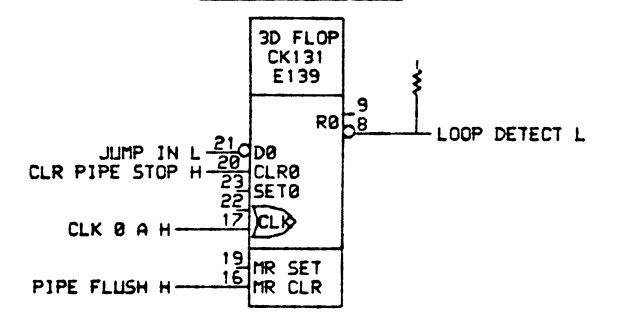 3D FLOP
CK131
E139
9
R0 8 LOOP DETECT L
JUMP IN L 21 D0
CLR PIPE STOP H 20 CLR0
23 SET0
22
CLK 0 A H 17 CLK
19 MR SET
PIPE FLUSH H 16 MR CLR